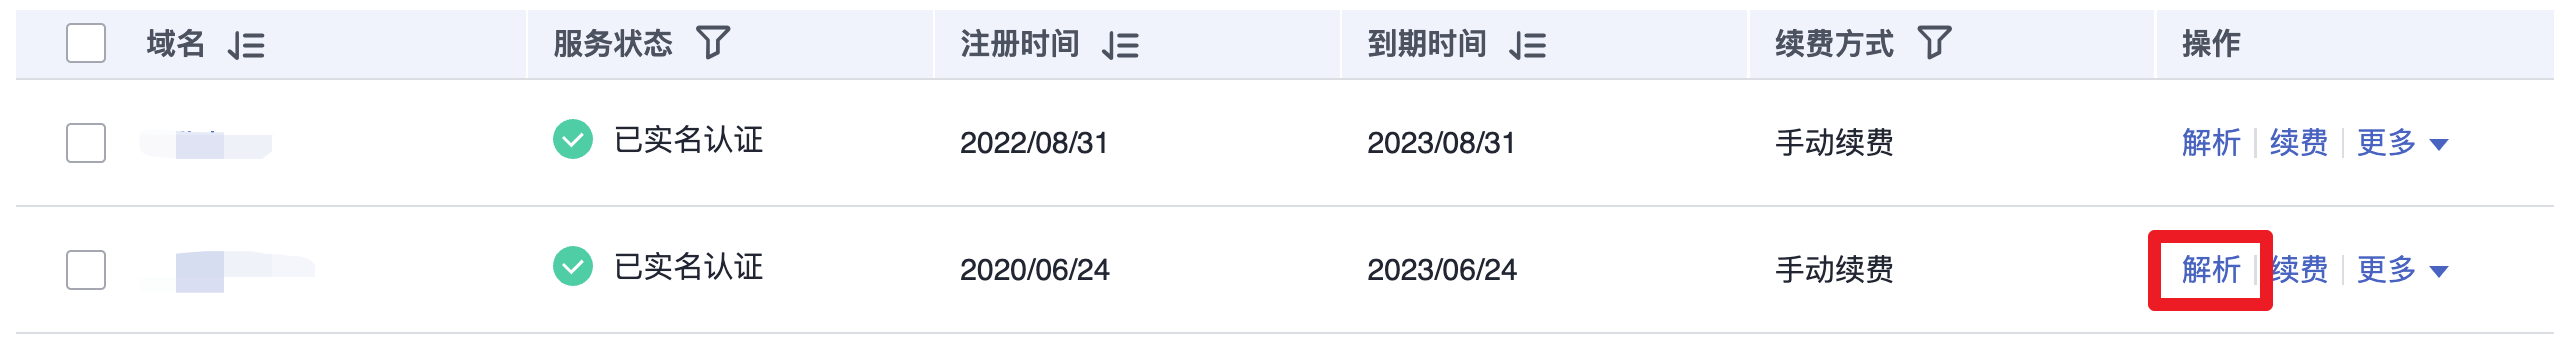 域名 服务状态 注册时间 到期时间 续费方式 操作
已实名认证 2022/08/31 2023/08/31 手动续费 解析 续费 更多
已实名认证 2020/06/24 2023/06/24 手动续费 解析 续费 更多